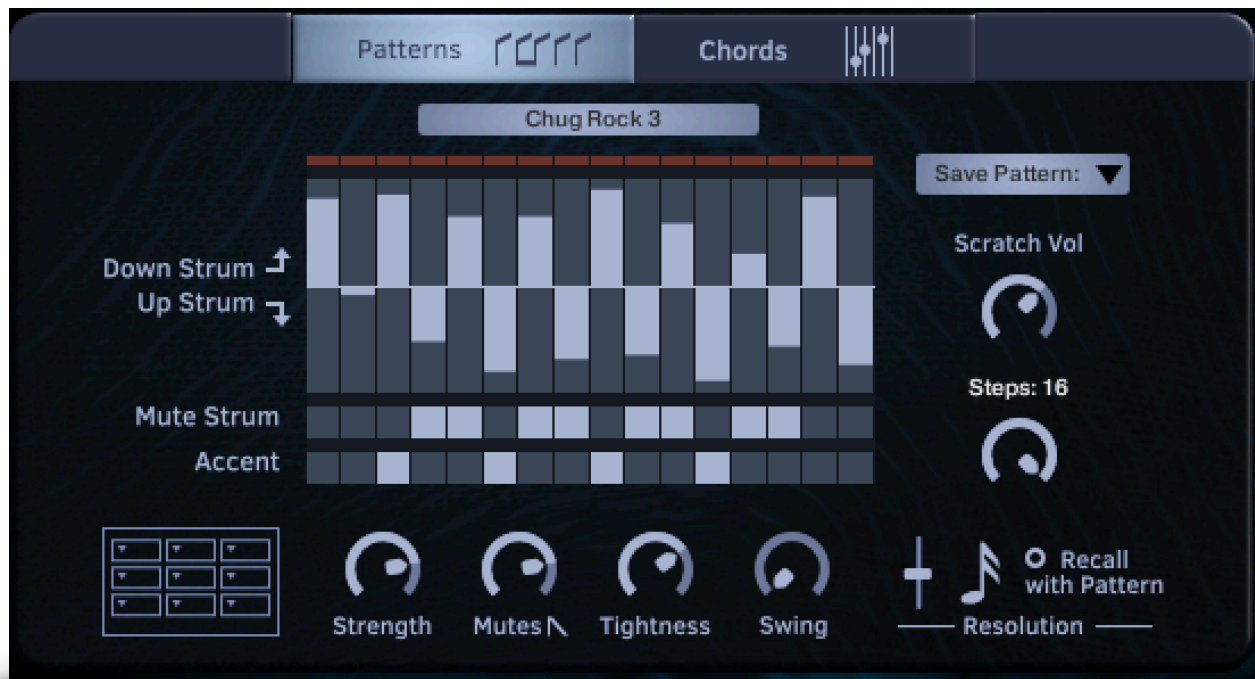 Patterns
Chords
Chug Rock 3
Save Pattern:
Scratch Vol
Down Strum
Up Strum
Steps: 16
Mute Strum
Accent
Recall
with Pattern
Strength
Mutes
Tightness
Swing
Resolution